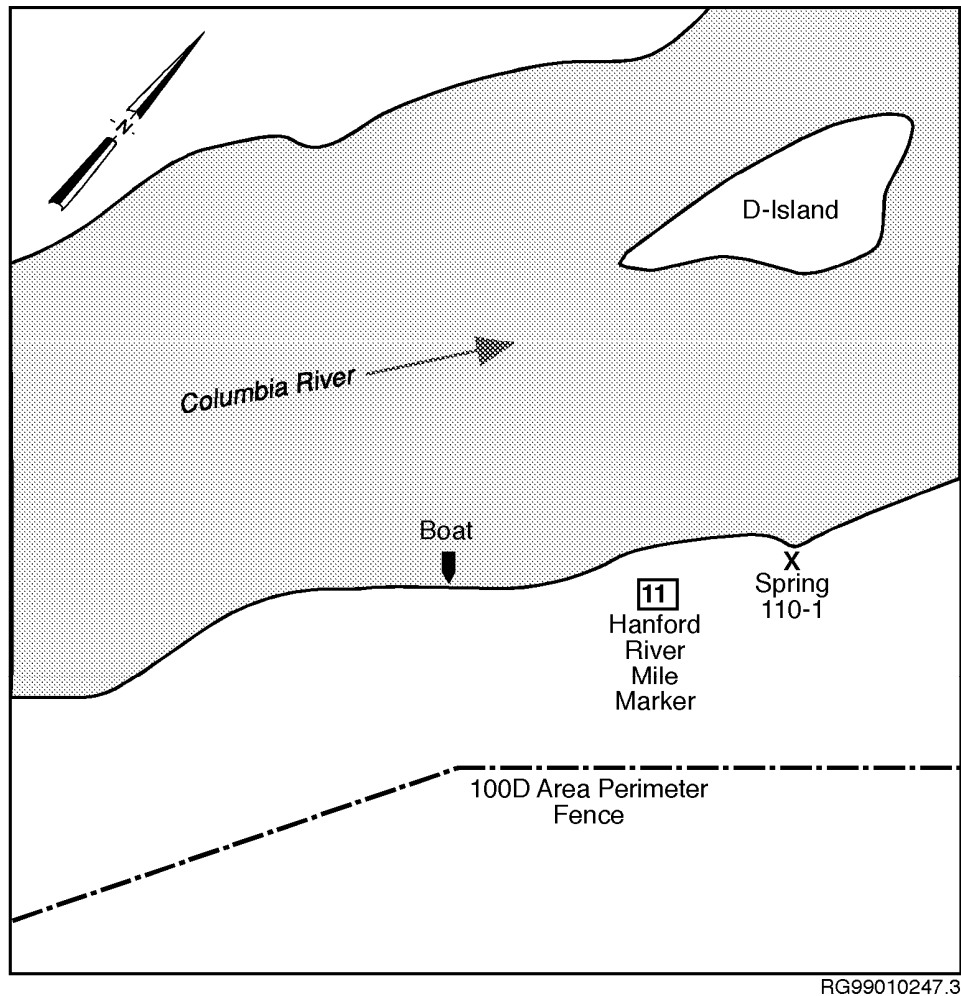 N
D-Island
Columbia River
Boat
11
Hanford
River
Mile
Marker
X
Spring
110-1
100D Area Perimeter
Fence
RG99010247.3